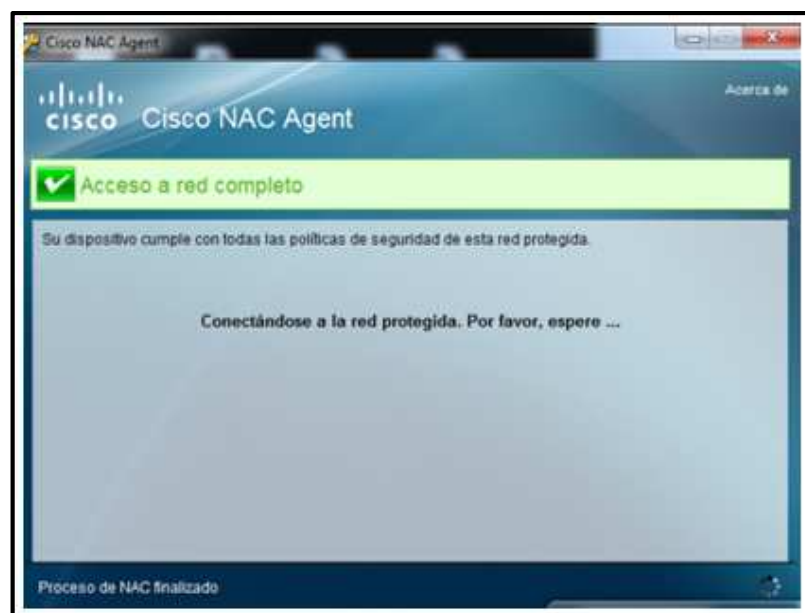 Cisco NAC Agent
Acerca de
CISCO Cisco NAC Agent
Acceso a red completo
Su dispositivo cumple con todas las políticas de seguridad de esta red protegida.
Conectándose a la red protegida. Por favor, espere ...
Proceso de NAC finalizado